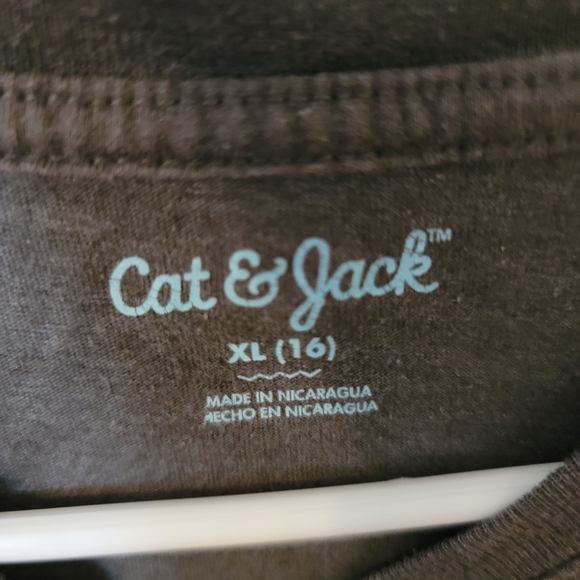 Cat & Jack™
XL (16)
MADE IN NICARAGUA
HECHO EN NICARAGUA